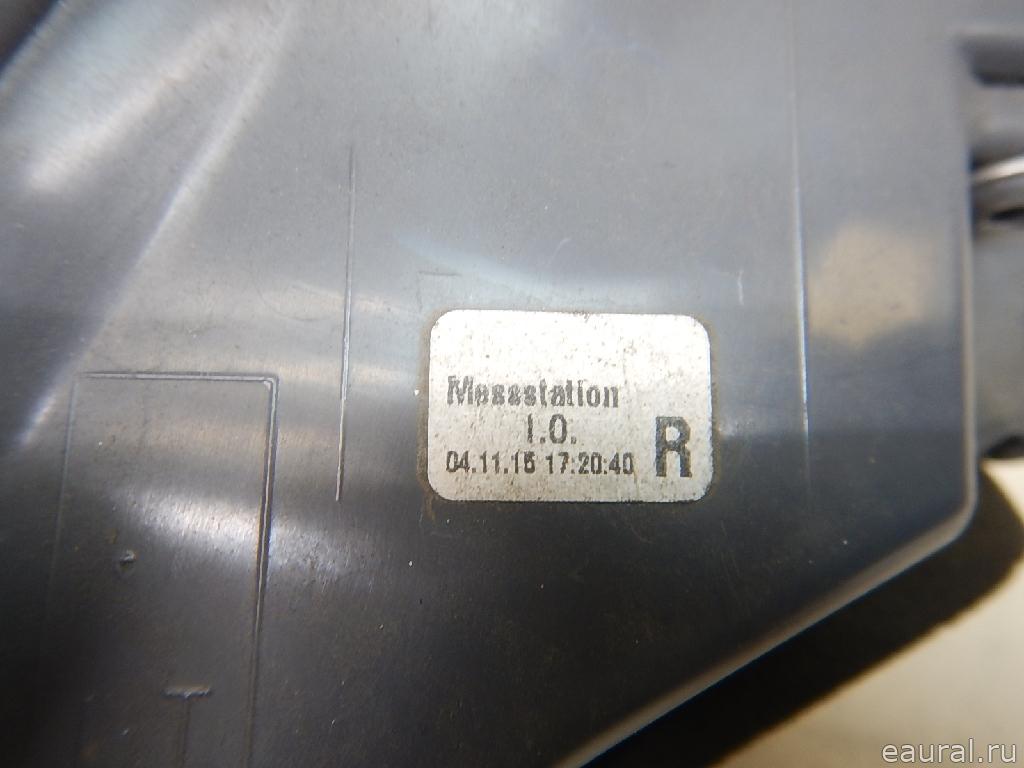 Messstation
I.O.
04.11.15 17:20:40 R
eaural.ru